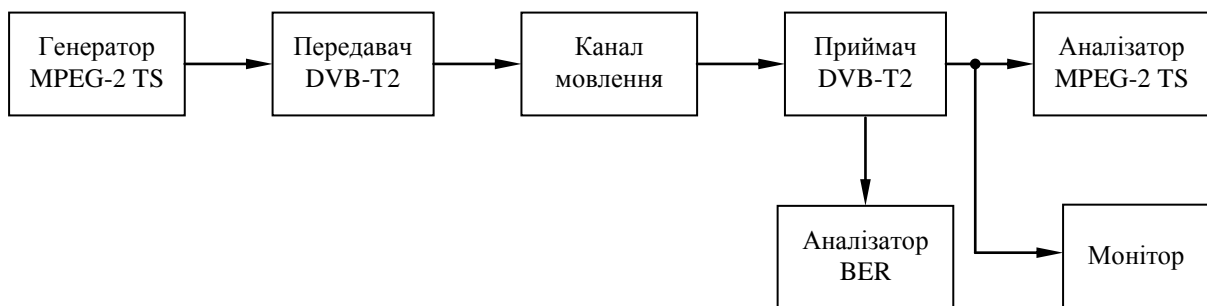 Генератор
MPEG-2 TS
Передавач
DVB-T2
Канал
мовлення
Приймач
DVB-T2
Аналізатор
MPEG-2 TS
Аналізатор
BER
Монітор